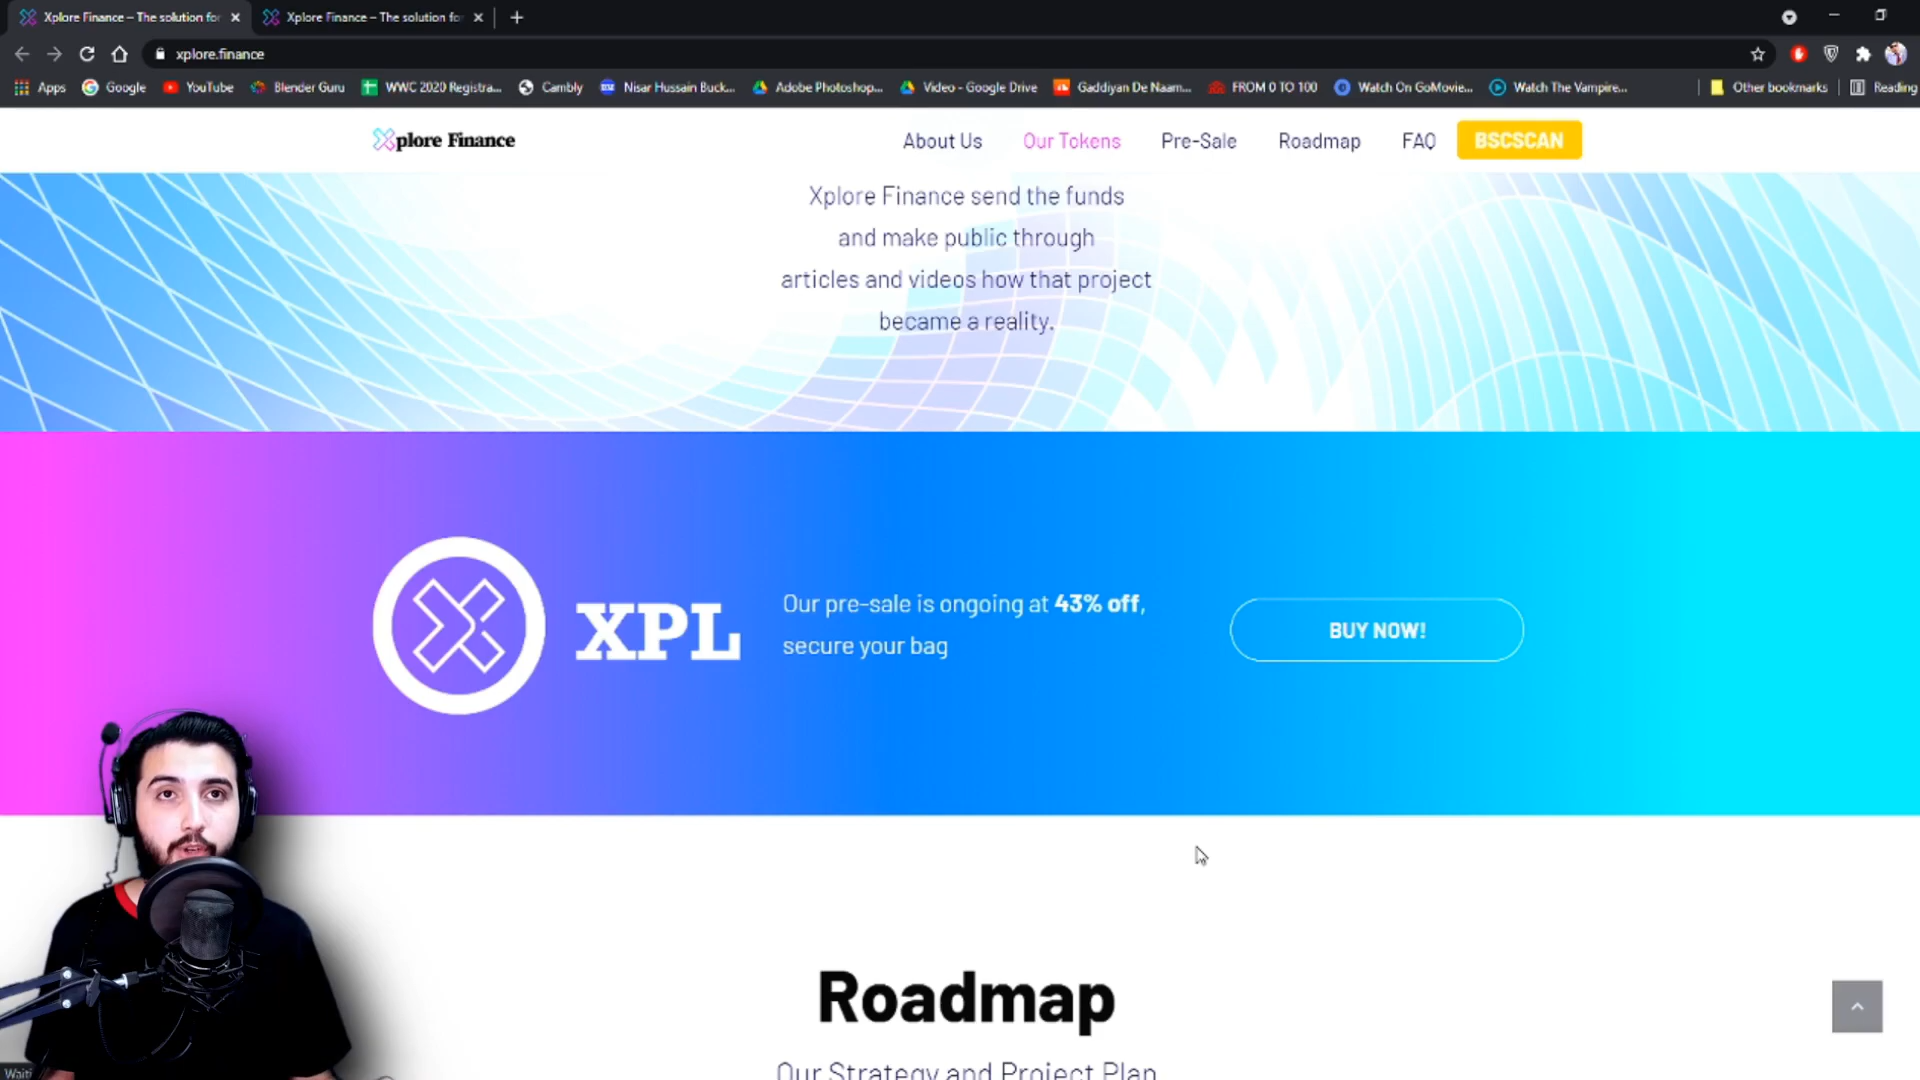 Xplore Finance – The solution for
Xplore Finance – The solution for
xplore.finance
Apps
Google
YouTube
Blender Guru
WWC 2020 Registra...
Cambly
Nisar Hussain Buck...
Adobe Photoshop...
Video - Google Drive
Gaddiyan De Naam...
FROM 0 TO 100
Watch On GoMovie...
Watch The Vampire...
Other bookmarks
Reading
Xplore Finance
About Us
Our Tokens
Pre-Sale
Roadmap
FAQ
BSCSCAN
Xplore Finance send the funds
and make public through
articles and videos how that project
became a reality.
XPL
Our pre-sale is ongoing at 43% off,
secure your bag
BUY NOW!
Roadmap
Our Strategy and Project Plan
Waiti